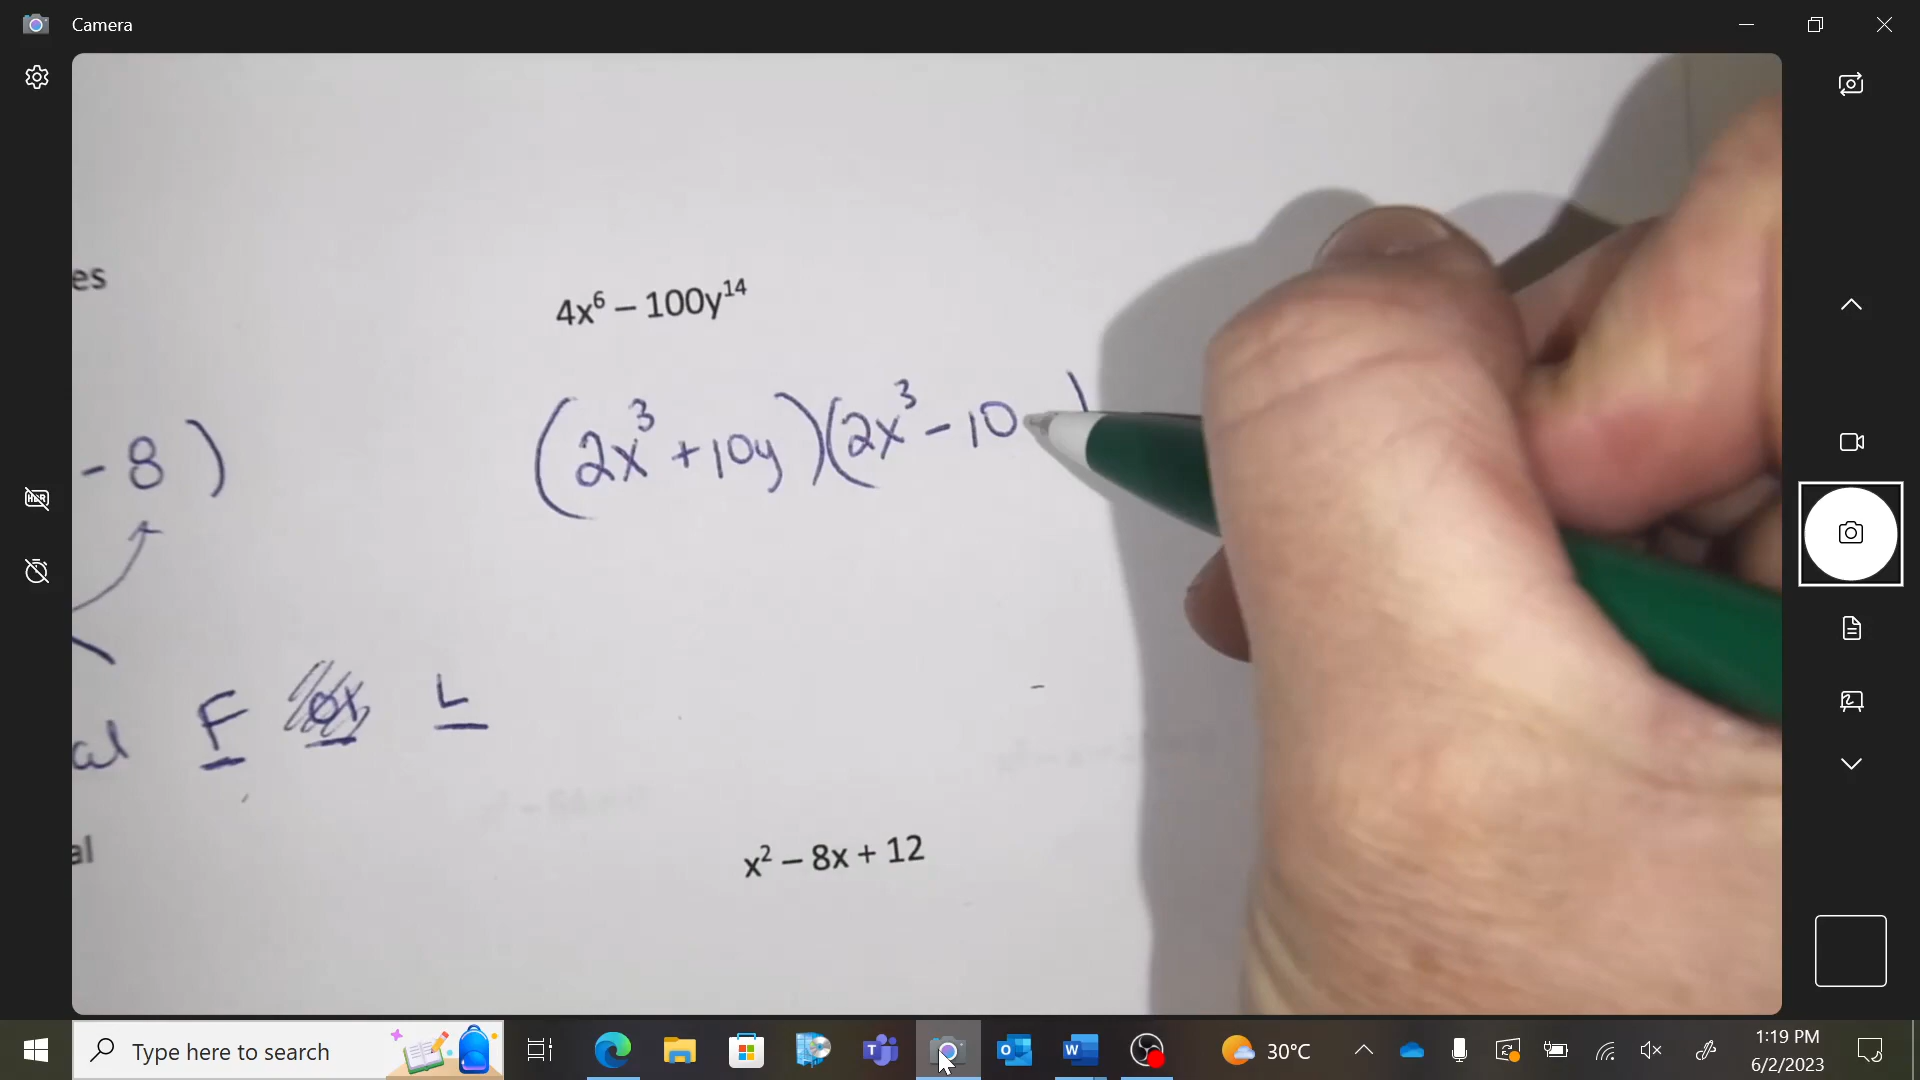 Camera
es
4x⁶ – 100y¹⁴
- 8 )
(2x³ + 10y)(2x³ - 10 )
al F L
al
x² – 8x + 12
Type here to search
30°C
1:19 PM
6/2/2023